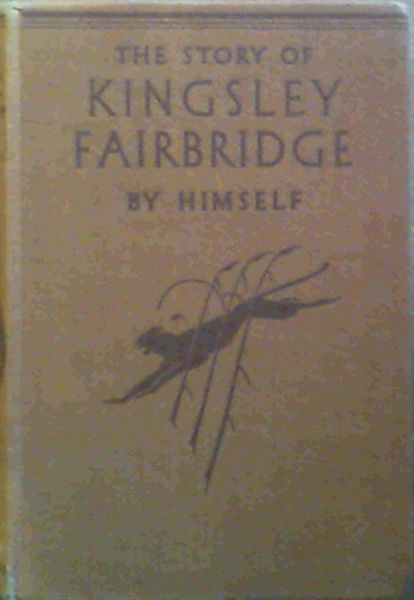 THE STORY OF
KINGSLEY
FAIRBRIDGE
BY HIMSELF